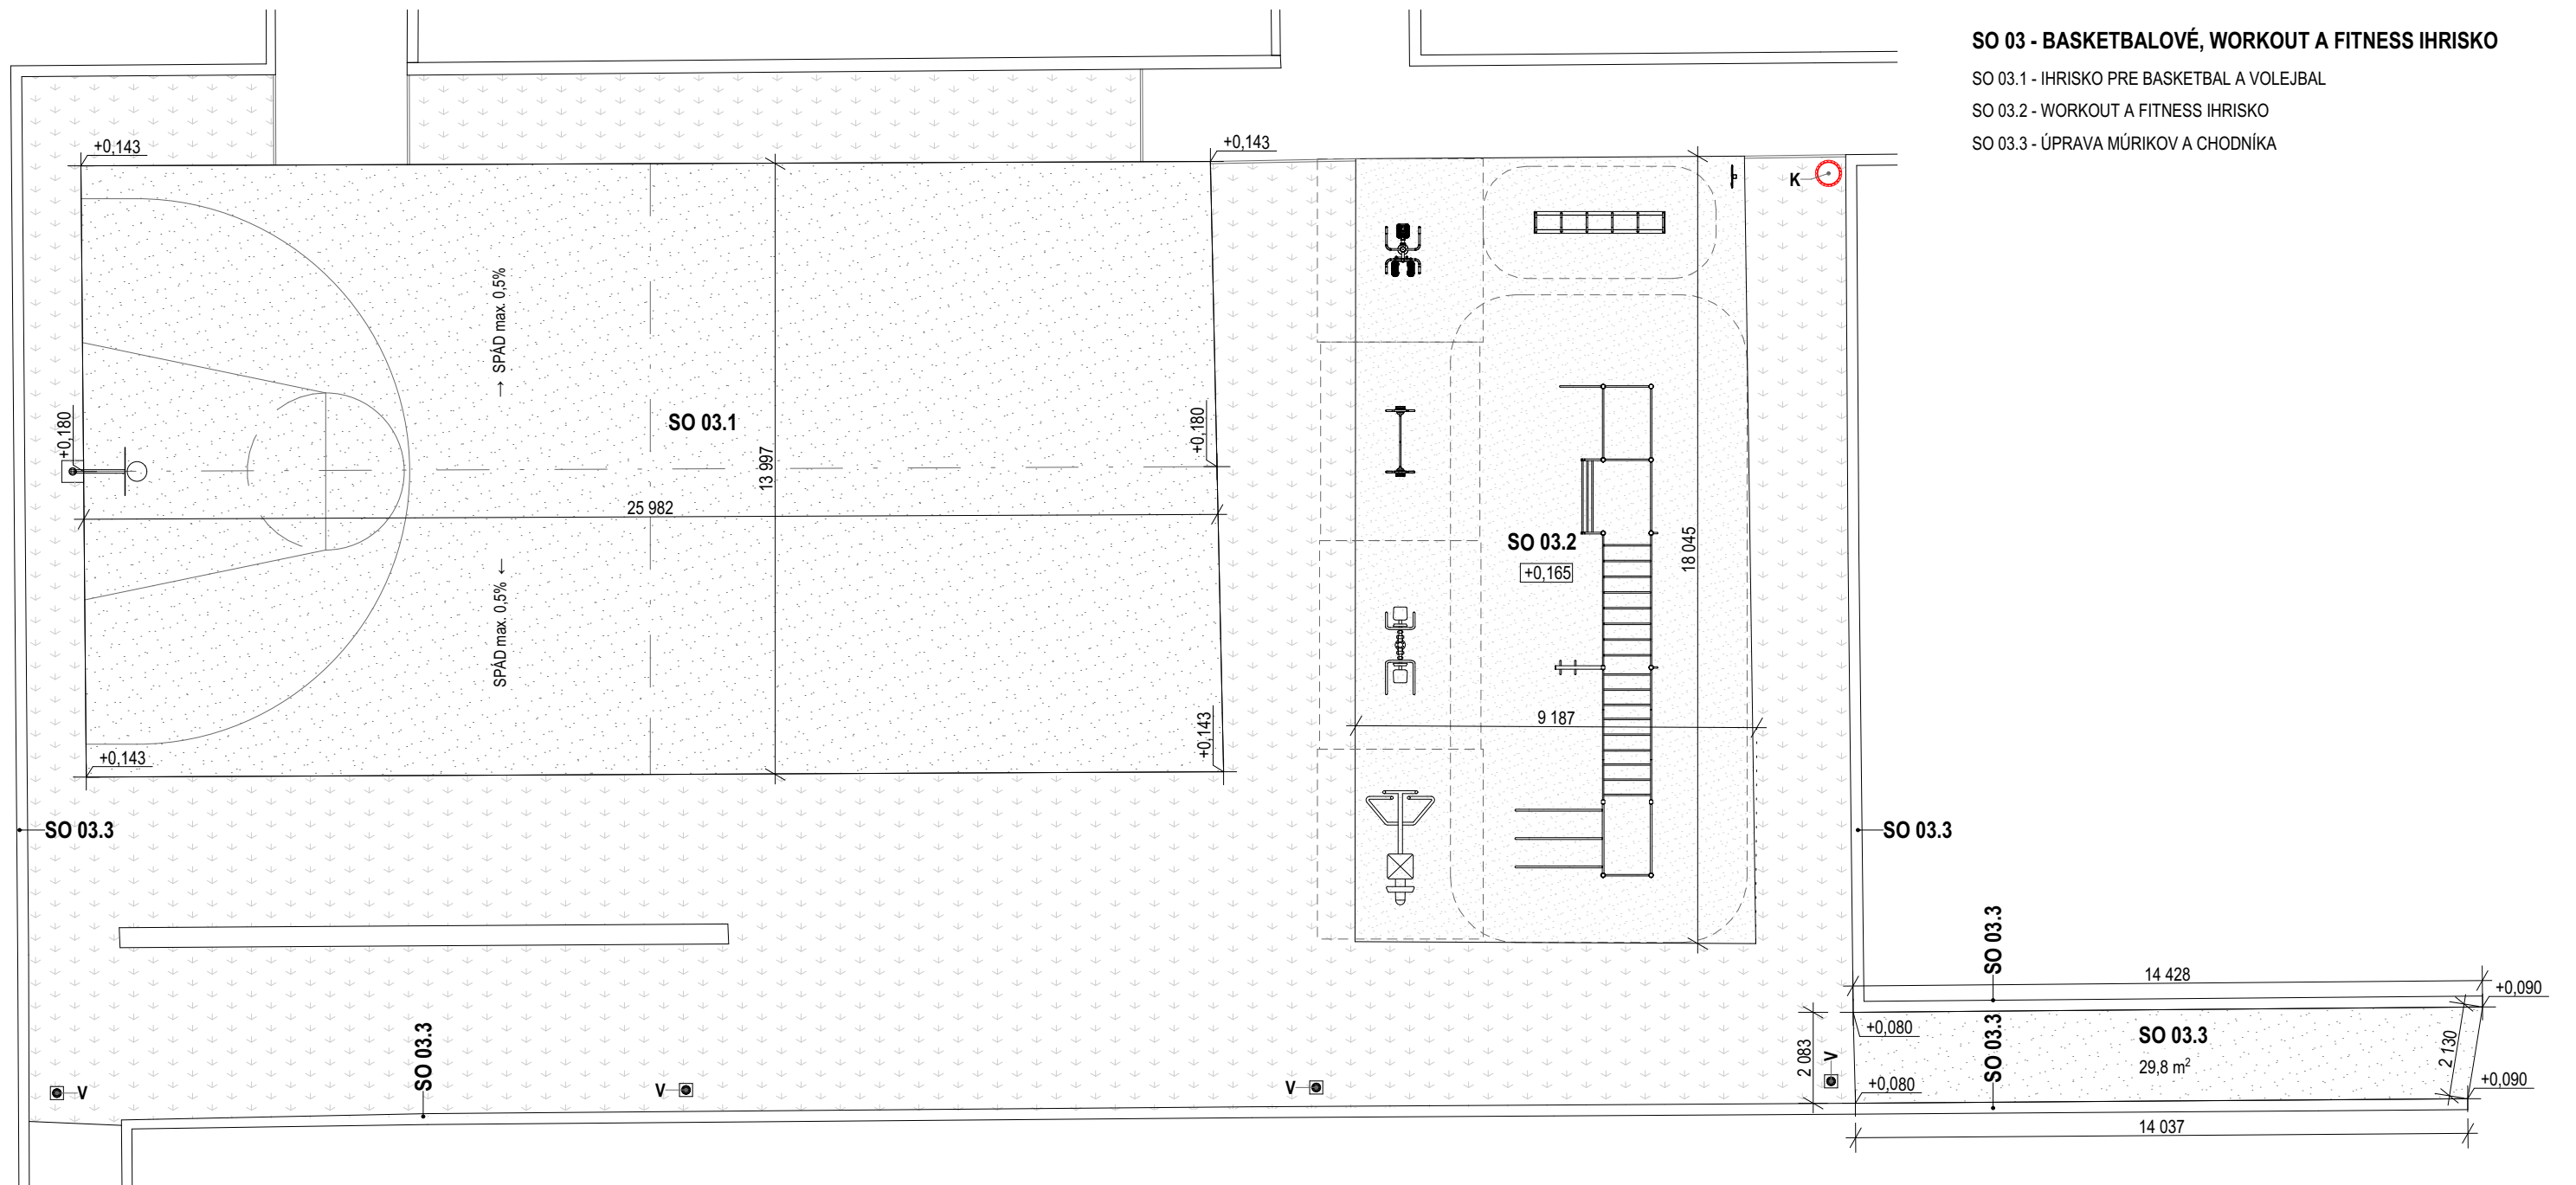 SO 03 - BASKETBALOVÉ, WORKOUT A FITNESS IHRISKO
SO 03.1 - IHRISKO PRE BASKETBAL A VOLEJBAL
SO 03.2 - WORKOUT A FITNESS IHRISKO
SO 03.3 - ÚPRAVA MÚRIKOV A CHODNÍKA
+0,143
+0,143
K
SPÁD max. 0,5%
+0,180
SO 03.1
+0,180
13 997
25 982
SO 03.2
+0,165
18 045
SPÁD max. 0,5%
9 187
+0,143
+0,143
SO 03.3
SO 03.3
SO 03.3
14 428
+0,090
SO 03.3
+0,080
SO 03.3
SO 03.3
29,8 m²
2 130
2 083
V
V
V
V
+0,080
+0,090
14 037